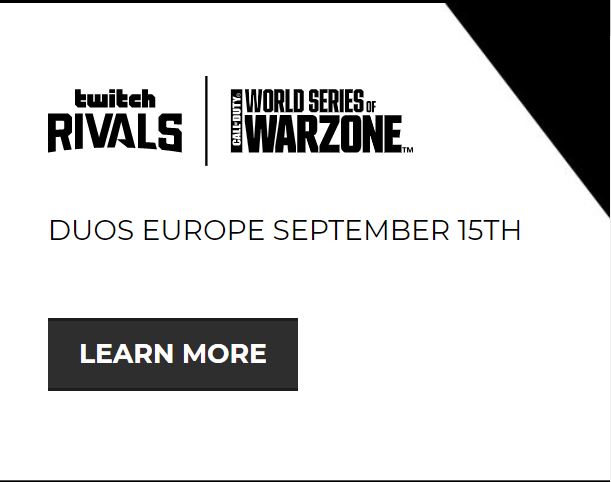 twitch
RIVALS
CALL OF DUTY
WORLD SERIES OF
WARZONE™
DUOS EUROPE SEPTEMBER 15TH
LEARN MORE